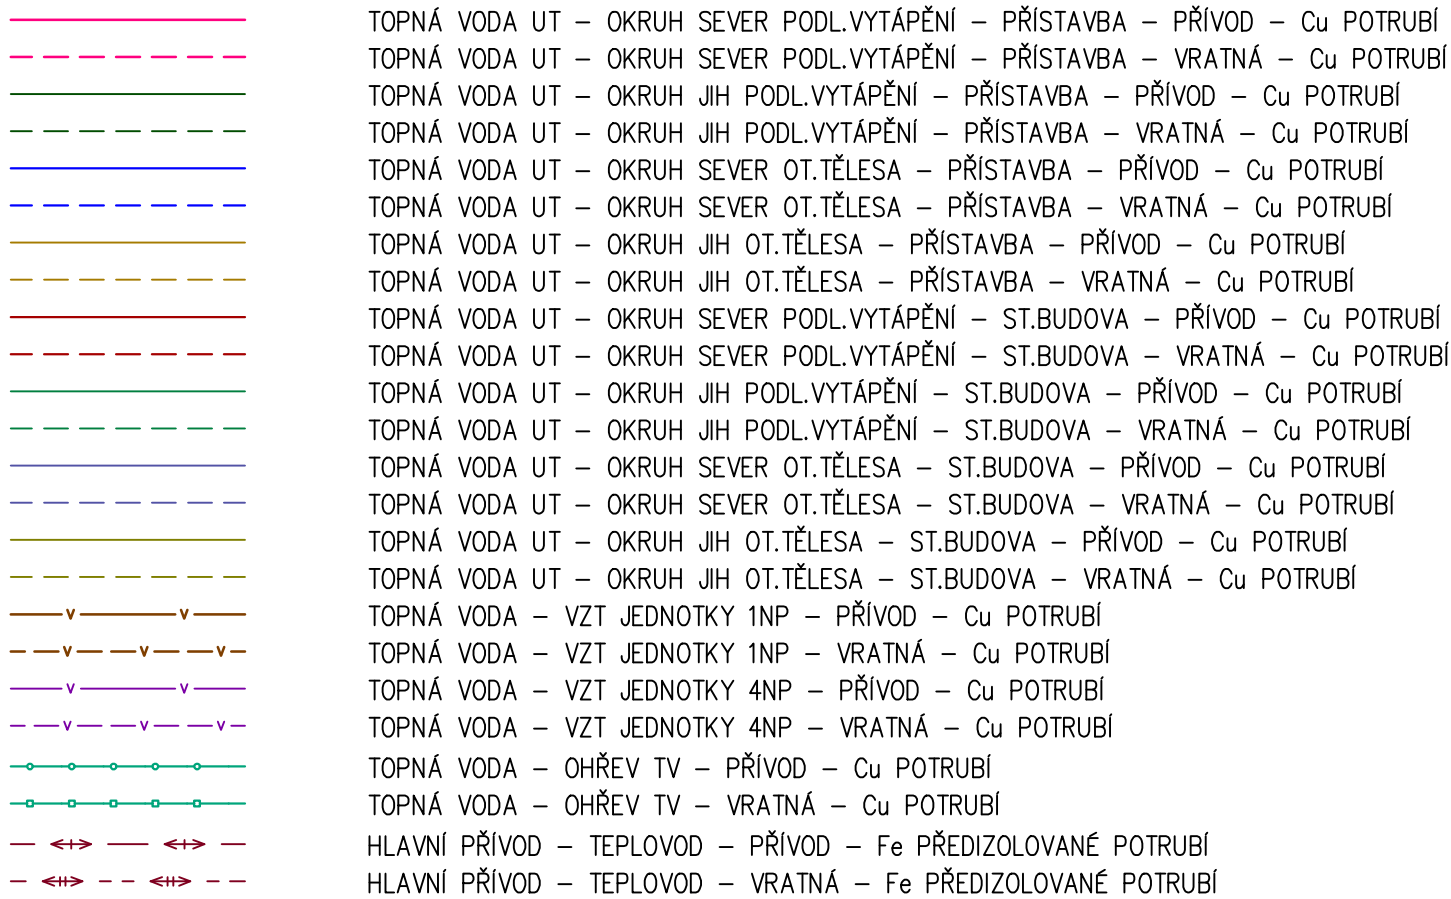 TOPNÁ VODA UT – OKRUH SEVER PODL.VYTÁPĚNÍ – PŘÍSTAVBA – PŘÍVOD – Cu POTRUBÍ
TOPNÁ VODA UT – OKRUH SEVER PODL.VYTÁPĚNÍ – PŘÍSTAVBA – VRATNÁ – Cu POTRUBÍ
TOPNÁ VODA UT – OKRUH JIH PODL.VYTÁPĚNÍ – PŘÍSTAVBA – PŘÍVOD – Cu POTRUBÍ
TOPNÁ VODA UT – OKRUH JIH PODL.VYTÁPĚNÍ – PŘÍSTAVBA – VRATNÁ – Cu POTRUBÍ
TOPNÁ VODA UT – OKRUH SEVER OT.TĚLESA – PŘÍSTAVBA – PŘÍVOD – Cu POTRUBÍ
TOPNÁ VODA UT – OKRUH SEVER OT.TĚLESA – PŘÍSTAVBA – VRATNÁ – Cu POTRUBÍ
TOPNÁ VODA UT – OKRUH JIH OT.TĚLESA – PŘÍSTAVBA – PŘÍVOD – Cu POTRUBÍ
TOPNÁ VODA UT – OKRUH JIH OT.TĚLESA – PŘÍSTAVBA – VRATNÁ – Cu POTRUBÍ
TOPNÁ VODA UT – OKRUH SEVER PODL.VYTÁPĚNÍ – ST.BUDOVA – PŘÍVOD – Cu POTRUBÍ
TOPNÁ VODA UT – OKRUH SEVER PODL.VYTÁPĚNÍ – ST.BUDOVA – VRATNÁ – Cu POTRUBÍ
TOPNÁ VODA UT – OKRUH JIH PODL.VYTÁPĚNÍ – ST.BUDOVA – PŘÍVOD – Cu POTRUBÍ
TOPNÁ VODA UT – OKRUH JIH PODL.VYTÁPĚNÍ – ST.BUDOVA – VRATNÁ – Cu POTRUBÍ
TOPNÁ VODA UT – OKRUH SEVER OT.TĚLESA – ST.BUDOVA – PŘÍVOD – Cu POTRUBÍ
TOPNÁ VODA UT – OKRUH SEVER OT.TĚLESA – ST.BUDOVA – VRATNÁ – Cu POTRUBÍ
TOPNÁ VODA UT – OKRUH JIH OT.TĚLESA – ST.BUDOVA – PŘÍVOD – Cu POTRUBÍ
TOPNÁ VODA UT – OKRUH JIH OT.TĚLESA – ST.BUDOVA – VRATNÁ – Cu POTRUBÍ
V V TOPNÁ VODA – VZT JEDNOTKY 1NP – PŘÍVOD – Cu POTRUBÍ
V V V TOPNÁ VODA – VZT JEDNOTKY 1NP – VRATNÁ – Cu POTRUBÍ
V V TOPNÁ VODA – VZT JEDNOTKY 4NP – PŘÍVOD – Cu POTRUBÍ
V V V TOPNÁ VODA – VZT JEDNOTKY 4NP – VRATNÁ – Cu POTRUBÍ
TOPNÁ VODA – OHŘEV TV – PŘÍVOD – Cu POTRUBÍ
TOPNÁ VODA – OHŘEV TV – VRATNÁ – Cu POTRUBÍ
HLAVNÍ PŘÍVOD – TEPLOVOD – PŘÍVOD – Fe PŘEDIZOLOVANÉ POTRUBÍ
HLAVNÍ PŘÍVOD – TEPLOVOD – VRATNÁ – Fe PŘEDIZOLOVANÉ POTRUBÍ